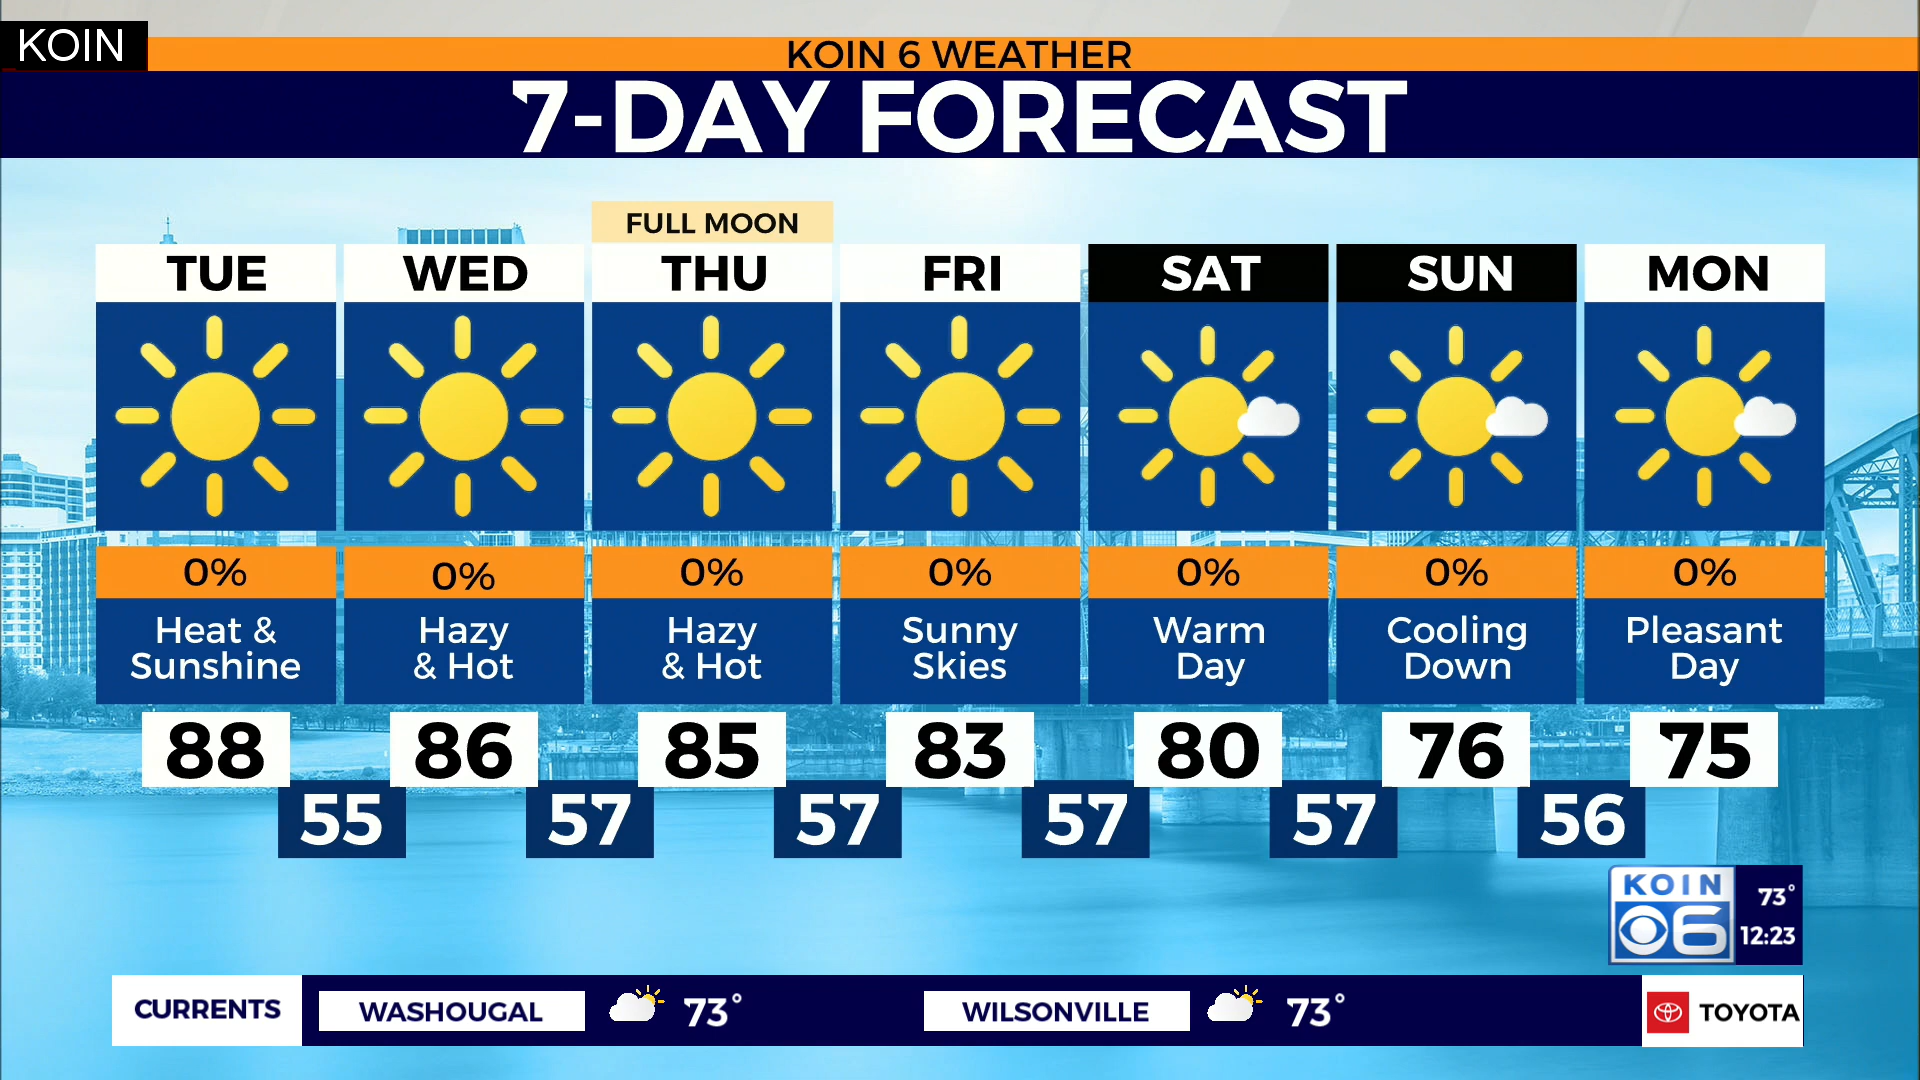 KOIN
KOIN 6 WEATHER
7-DAY FORECAST
FULL MOON
TUE WED THU FRI SAT SUN MON
0% 0% 0% 0% 0% 0% 0%
Heat & Hazy Hazy Sunny Warm Cooling Pleasant
Sunshine & Hot & Hot Skies Day Down Day
88 86 85 83 80 76 75
55 57 57 57 57 56
KOIN 73°
6 12:23
CURRENTS WASHOUGAL 73° WILSONVILLE 73° TOYOTA